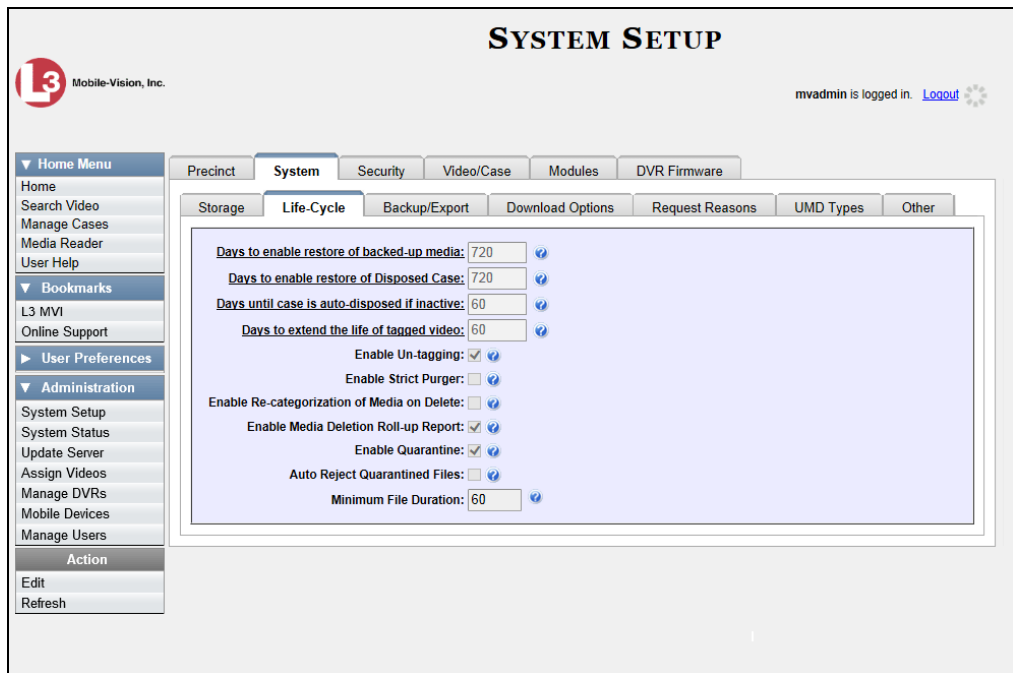 SYSTEM SETUP
L3 Mobile-Vision, Inc.
mvadmin is logged in. Logout
▼ Home Menu
Home
Search Video
Manage Cases
Media Reader
User Help
▼ Bookmarks
L3 MVI
Online Support
► User Preferences
▼ Administration
System Setup
System Status
Update Server
Assign Videos
Manage DVRs
Mobile Devices
Manage Users
Action
Edit
Refresh
Precinct System Security Video/Case Modules DVR Firmware
Storage Life-Cycle Backup/Export Download Options Request Reasons UMD Types Other
Days to enable restore of backed-up media: 720 ?
Days to enable restore of Disposed Case: 720 ?
Days until case is auto-disposed if inactive: 60 ?
Days to extend the life of tagged video: 60 ?
Enable Un-tagging: ✓ ?
Enable Strict Purger: ?
Enable Re-categorization of Media on Delete: ?
Enable Media Deletion Roll-up Report: ✓ ?
Enable Quarantine: ✓ ?
Auto Reject Quarantined Files: ?
Minimum File Duration: 60 ?